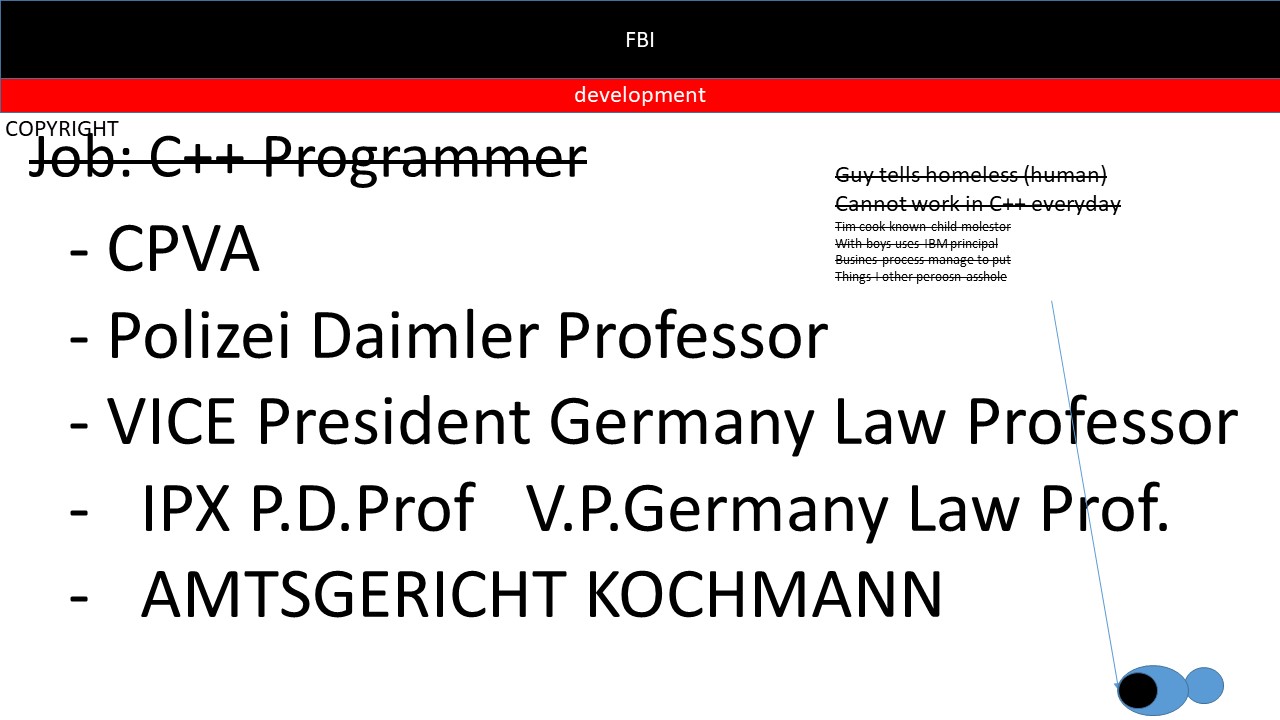 FBI
development
COPYRIGHT
Job: C++ Programmer
- CPVA
- Polizei Daimler Professor
- VICE President Germany Law Professor
- IPX P.D.Prof V.P.Germany Law Prof.
- AMTSGERICHT KOCHMANN
Guy tells homeless (human)
Cannot work in C++ everyday
Tim cook known child molestor
With boys uses IBM principal
Busines process manage to put
Things I other peroosn asshole